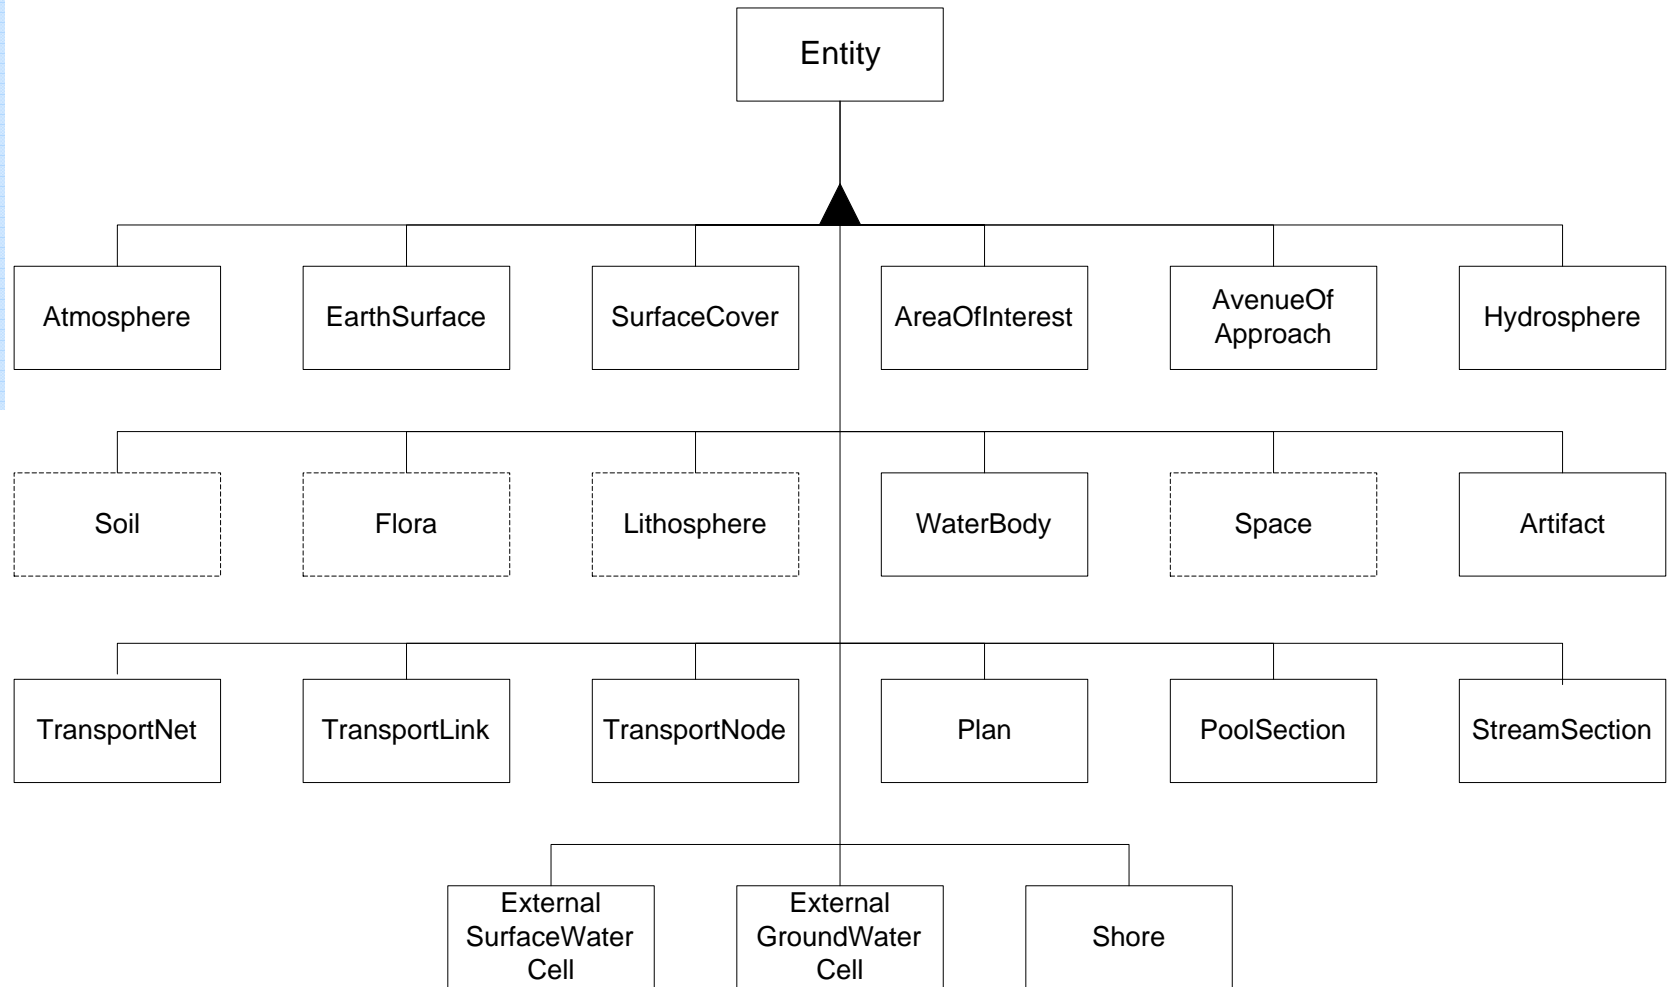 Entity
Atmosphere
EarthSurface
SurfaceCover
AreaOfInterest
AvenueOf
Approach
Hydrosphere
Soil
Flora
Lithosphere
WaterBody
Space
Artifact
TransportNet
TransportLink
TransportNode
Plan
PoolSection
StreamSection
External
SurfaceWater
Cell
External
GroundWater
Cell
Shore